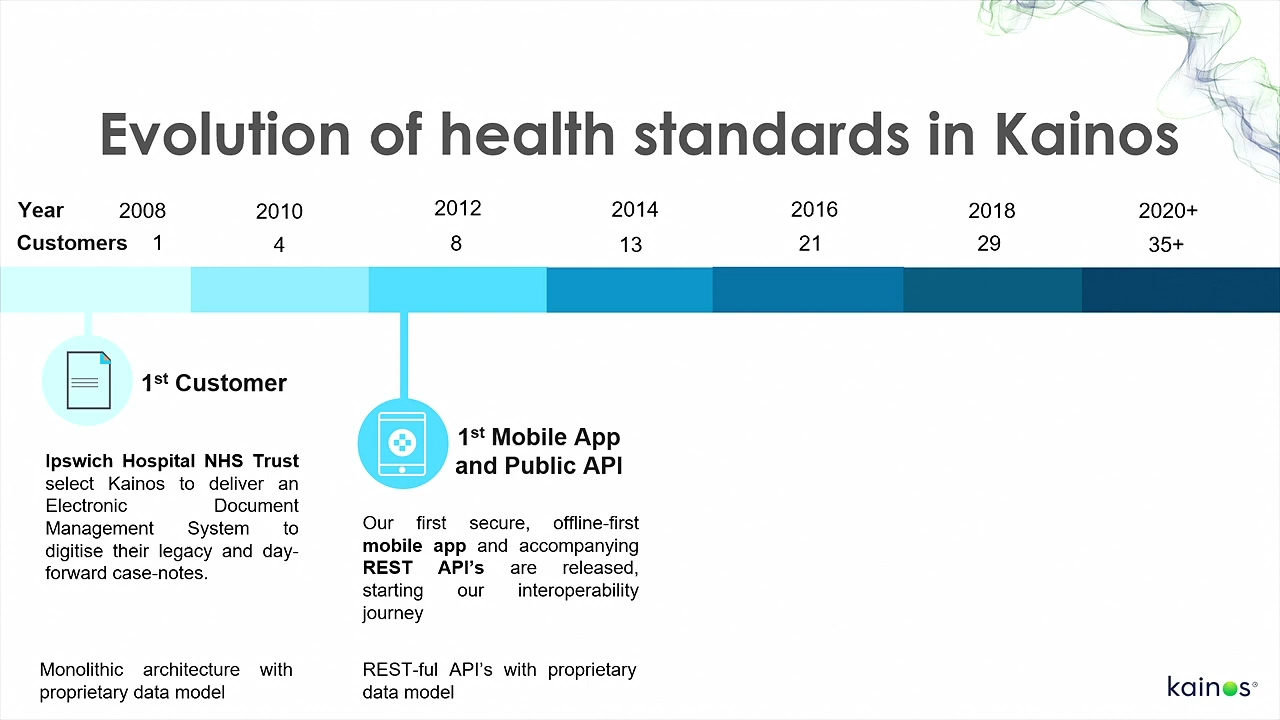 Evolution of health standards in Kainos
Year 2008 2010 2012 2014 2016 2018 2020+
Customers 1 4 8 13 21 29 35+
1st Customer
Ipswich Hospital NHS Trust
select Kainos to deliver an
Electronic Document
Management System to
digitise their legacy and day-
forward case-notes.
Monolithic architecture with
proprietary data model
1st Mobile App
and Public API
Our first secure, offline-first
mobile app and accompanying
REST API’s are released,
starting our interoperability
journey
REST-ful API’s with proprietary
data model
kainos®